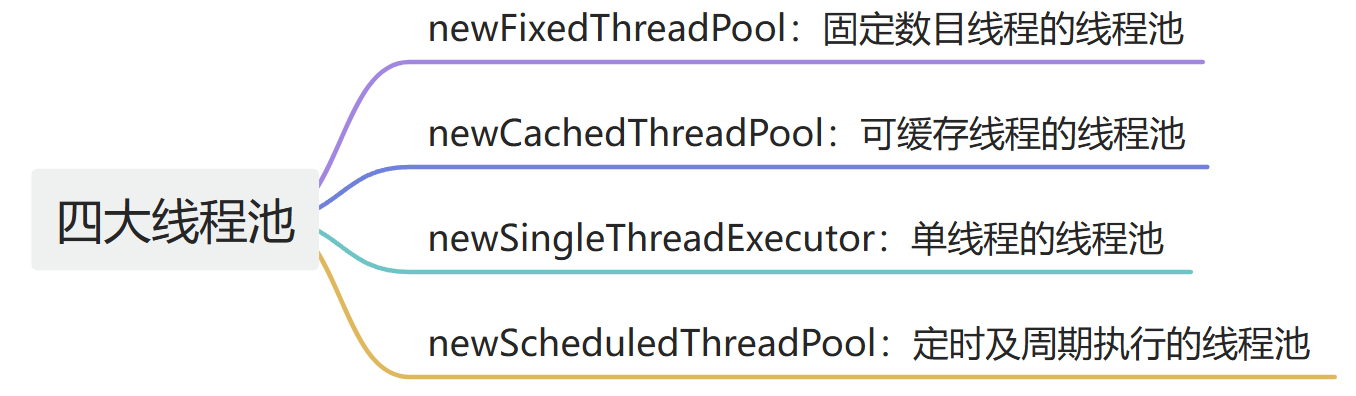 四大线程池
newFixedThreadPool：固定数目线程的线程池
newCachedThreadPool：可缓存线程的线程池
newSingleThreadExecutor：单线程的线程池
newScheduledThreadPool：定时及周期执行的线程池